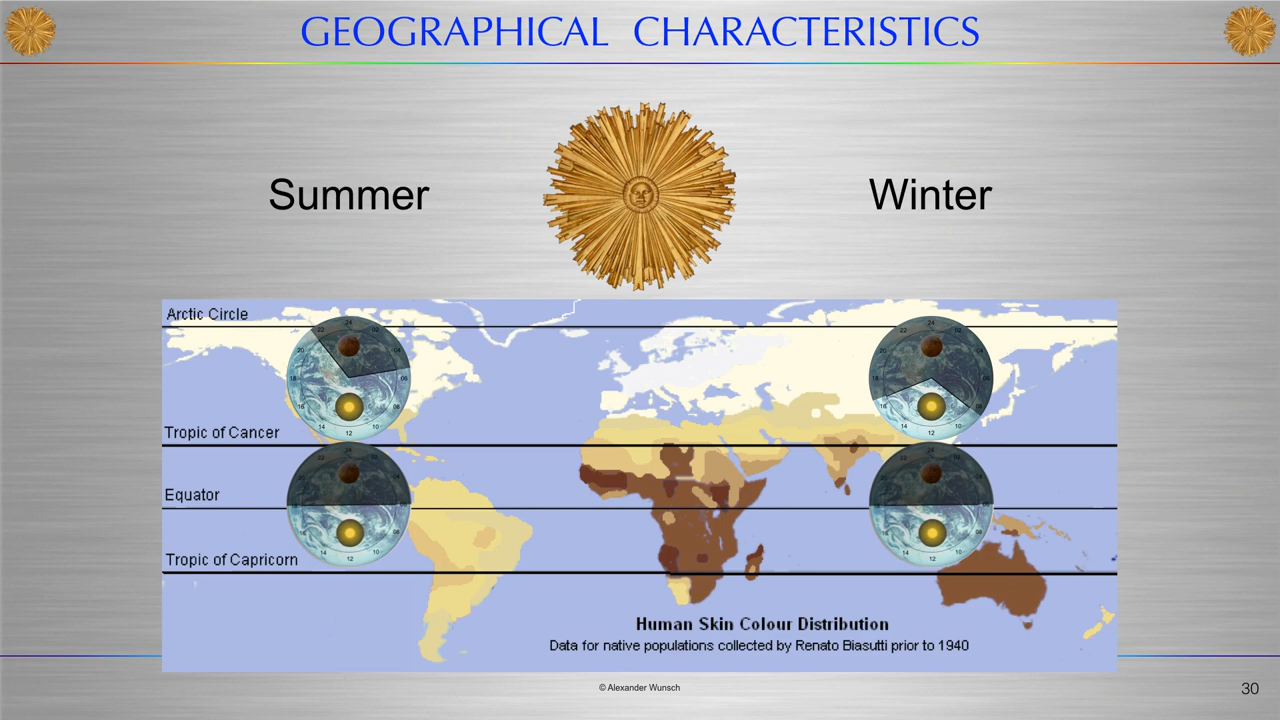 GEOGRAPHICAL CHARACTERISTICS
Summer
Winter
Arctic Circle
Tropic of Cancer
Equator
Tropic of Capricorn
Human Skin Colour Distribution
Data for native populations collected by Renato Biasutti prior to 1940
© Alexander Wunsch
30